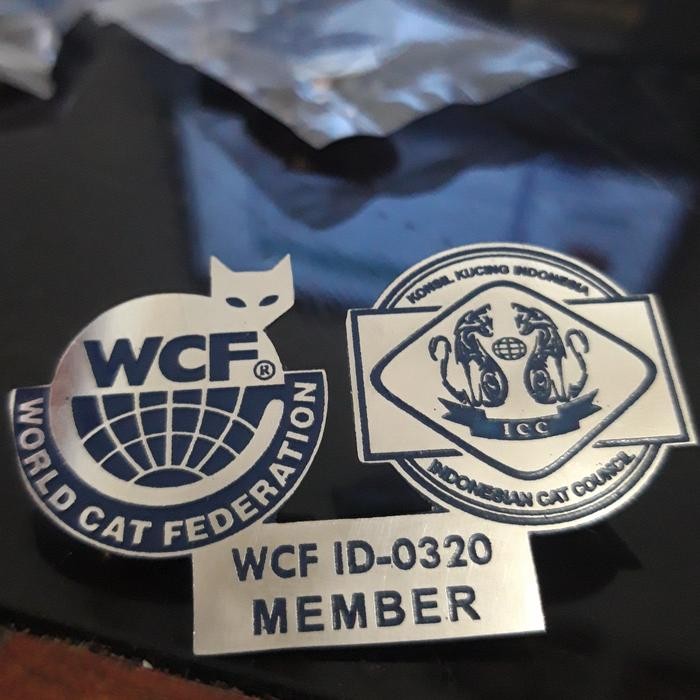 WCF®
WORLD CAT FEDERATION
KONSIL KUCING INDONESIA
ICC
INDONESIAN CAT COUNCIL
WCF ID-0320
MEMBER